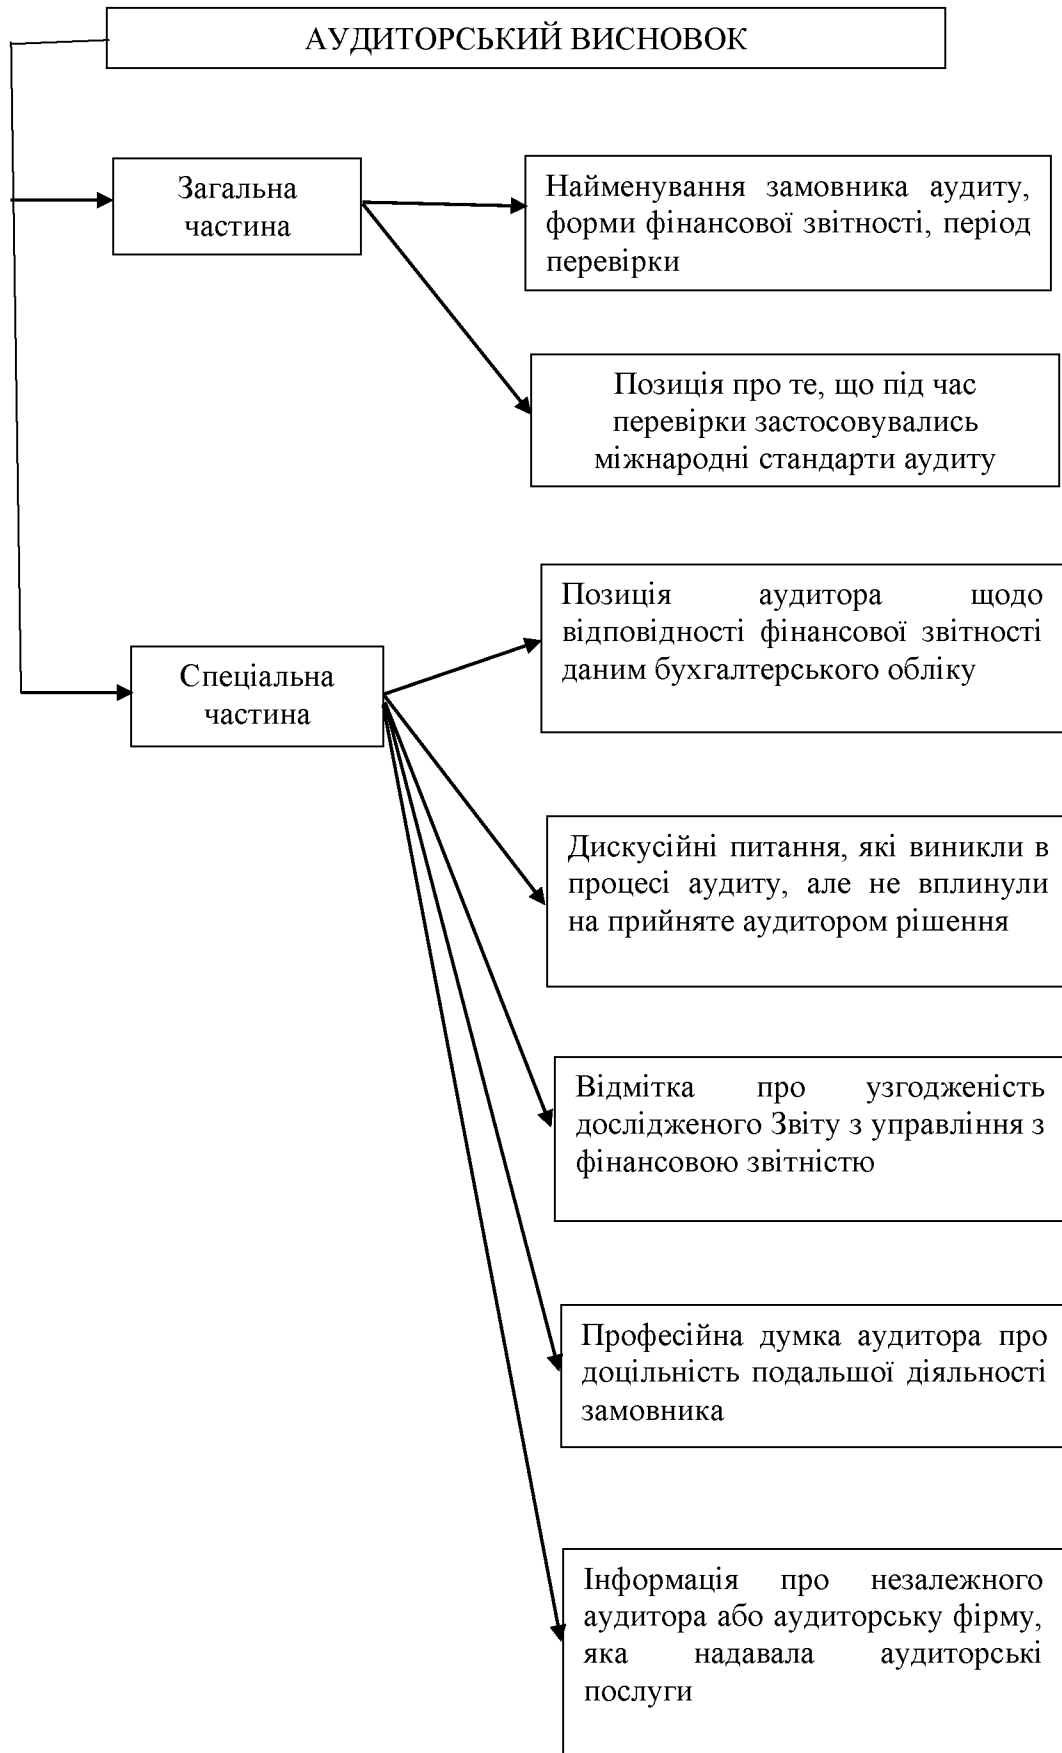 АУДИТОРСЬКИЙ ВИСНОВОК
Загальна
частина
Найменування замовника аудиту,
форми фінансової звітності, період
перевірки
Позиція про те, що під час
перевірки застосовувались
міжнародні стандарти аудиту
Спеціальна
частина
Позиція аудитора щодо
відповідності фінансової звітності
даним бухгалтерського обліку
Дискусійні питання, які виникли в
процесі аудиту, але не вплинули
на прийняте аудитором рішення
Відмітка про узгодженість
дослідженого Звіту з управління з
фінансовою звітністю
Професійна думка аудитора про
доцільність подальшої діяльності
замовника
Інформація про незалежного
аудитора або аудиторську фірму,
яка надавала аудиторські
послуги